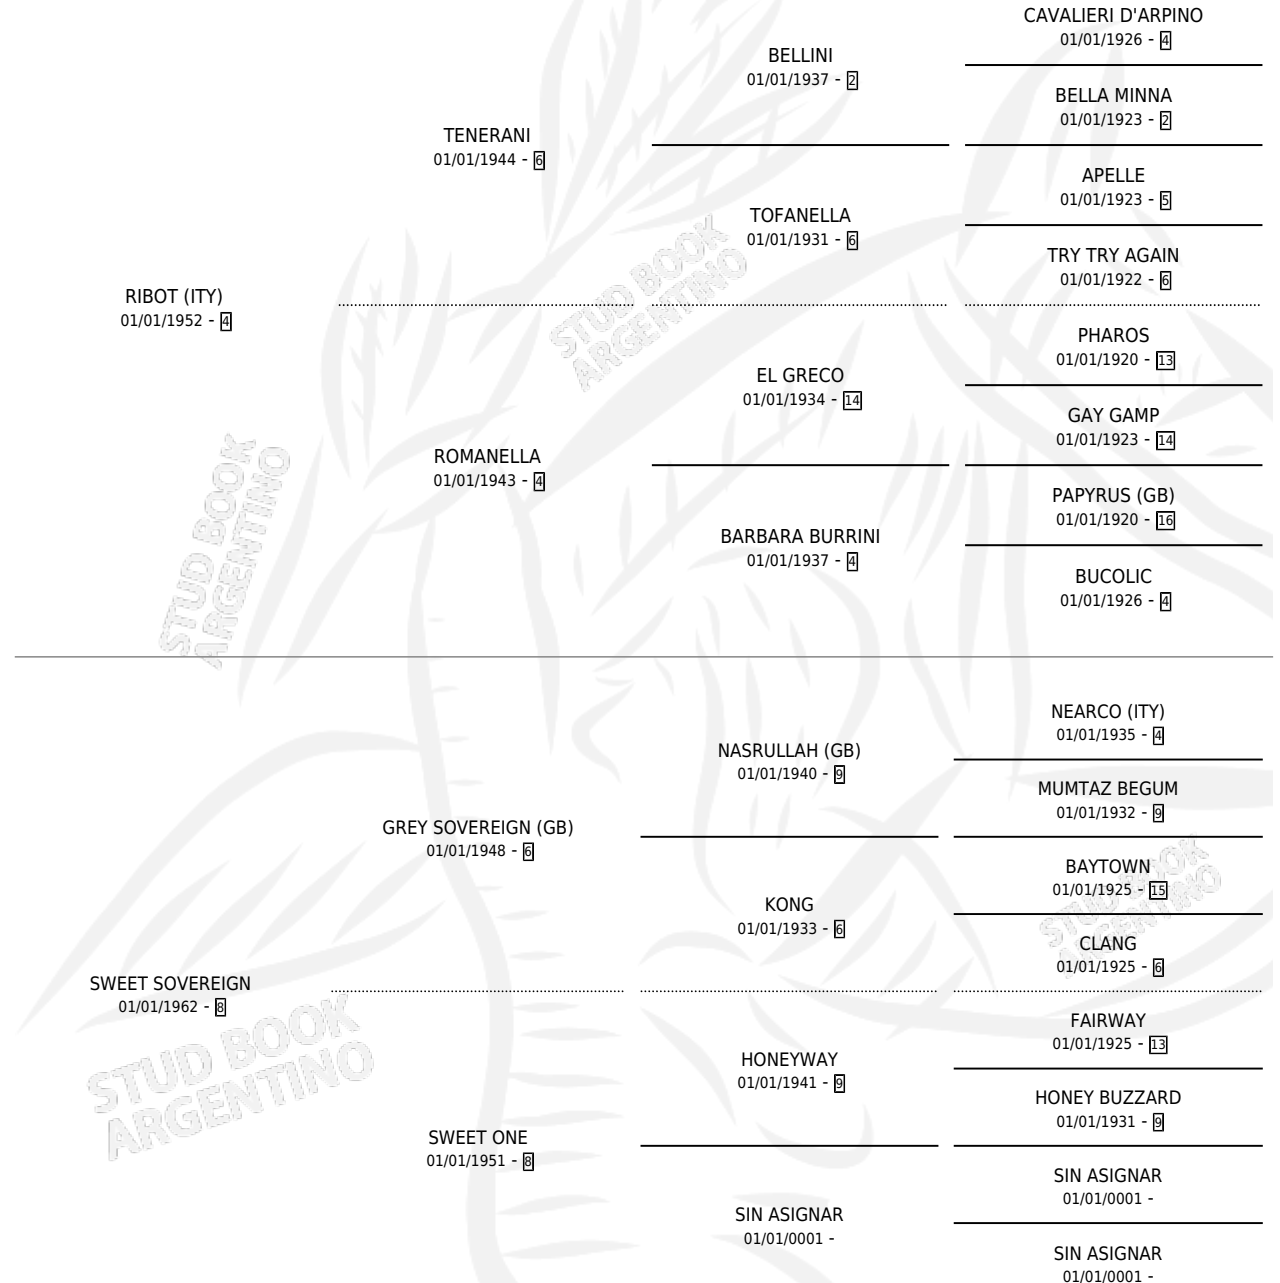 CAVALIERI D'ARPINO
01/01/1926 - 4
BELLINI
01/01/1937 - 2
BELLA MINNA
01/01/1923 - 2
TENERANI
01/01/1944 - 6
APELLE
01/01/1923 - 5
TOFANELLA
01/01/1931 - 6
TRY TRY AGAIN
01/01/1922 - 6
RIBOT (ITY)
01/01/1952 - 4
PHAROS
01/01/1920 - 13
EL GRECO
01/01/1934 - 14
GAY GAMP
01/01/1923 - 14
ROMANELLA
01/01/1943 - 4
PAPYRUS (GB)
01/01/1920 - 16
BARBARA BURRINI
01/01/1937 - 4
BUCOLIC
01/01/1926 - 4
NEARCO (ITY)
01/01/1935 - 4
NASRULLAH (GB)
01/01/1940 - 9
MUMTAZ BEGUM
01/01/1932 - 9
GREY SOVEREIGN (GB)
01/01/1948 - 6
BAYTOWN
01/01/1925 - 15
KONG
01/01/1933 - 6
CLANG
01/01/1925 - 6
SWEET SOVEREIGN
01/01/1962 - 8
FAIRWAY
01/01/1925 - 13
HONEYWAY
01/01/1941 - 9
HONEY BUZZARD
01/01/1931 - 9
SWEET ONE
01/01/1951 - 8
SIN ASIGNAR
01/01/0001 -
SIN ASIGNAR
01/01/0001 -
SIN ASIGNAR
01/01/0001 -
STUD BOOK
ARGENTINO
STUD BOOK
ARGENTINO
STUD BOOK
ARGENTINO
STUD BOOK
ARGENTINO